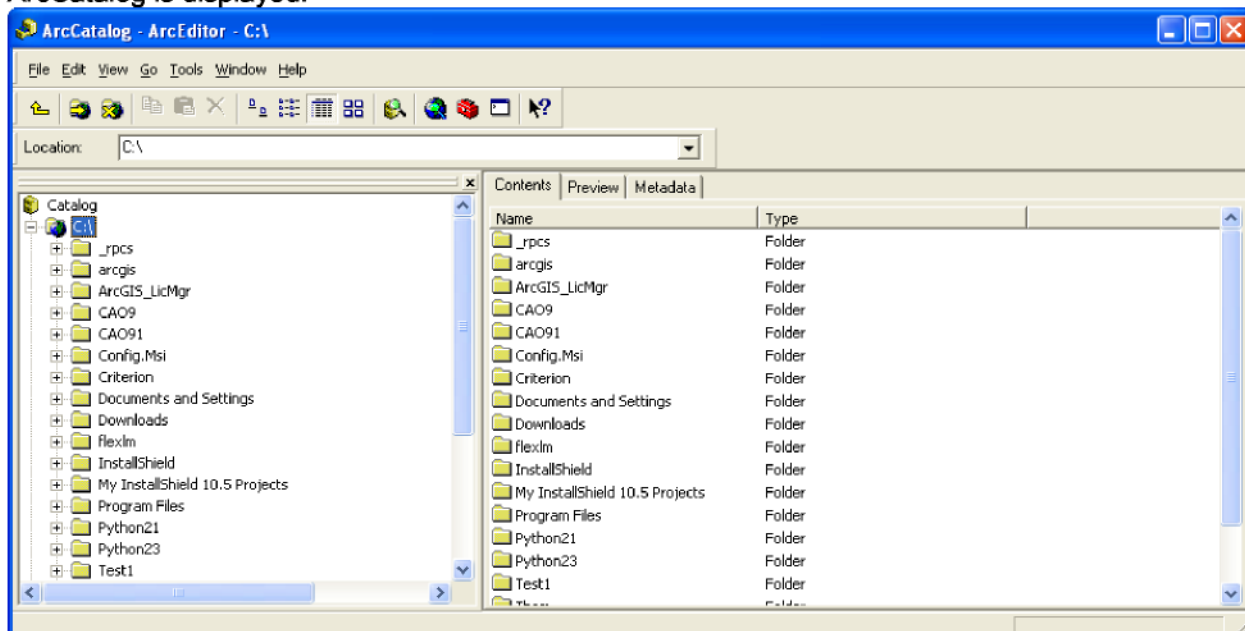 ArcCatalog is displayed.
ArcCatalog - ArcEditor - C:\
File Edit View Go Tools Window Help
Location: C:\
Contents Preview Metadata
Catalog
C:\
_rpcs
arcgis
ArcGIS_LicMgr
CAO9
CAO91
Config.Msi
Criterion
Documents and Settings
Downloads
flexlm
InstallShield
My InstallShield 10.5 Projects
Program Files
Python21
Python23
Test1
Name Type
_rpcs Folder
arcgis Folder
ArcGIS_LicMgr Folder
CAO9 Folder
CAO91 Folder
Config.Msi Folder
Criterion Folder
Documents and Settings Folder
Downloads Folder
flexlm Folder
InstallShield Folder
My InstallShield 10.5 Projects Folder
Program Files Folder
Python21 Folder
Python23 Folder
Test1 Folder
Folder